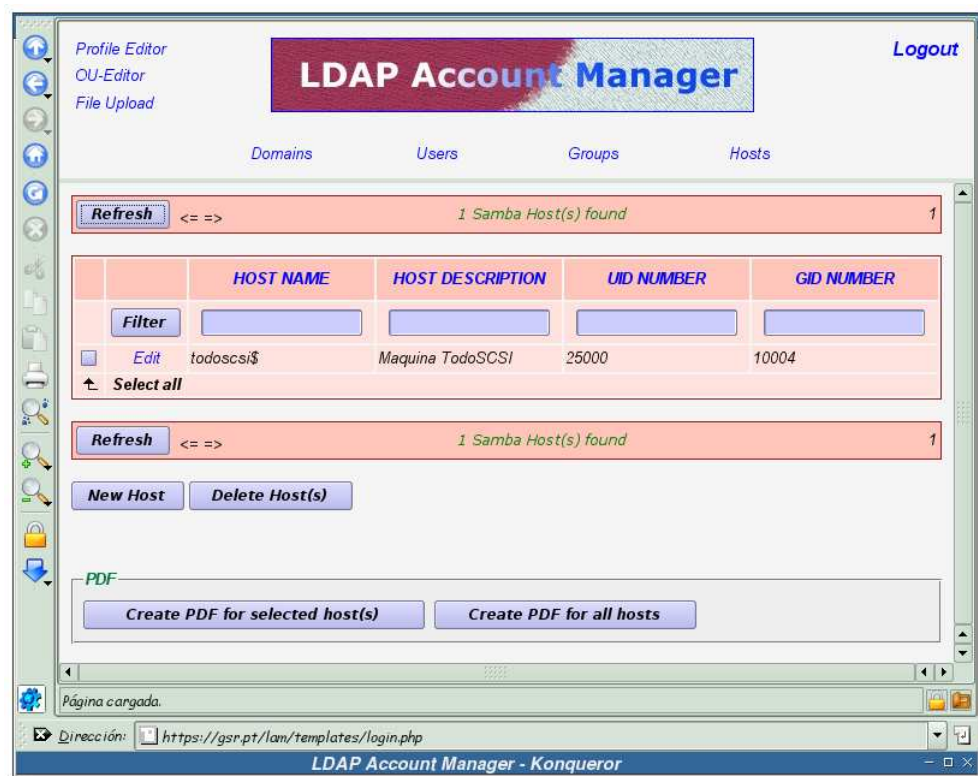 Profile Editor
OU-Editor
File Upload
LDAP Account Manager
Logout
Domains Users Groups Hosts
Refresh <= => 1 Samba Host(s) found 1
HOST NAME HOST DESCRIPTION UID NUMBER GID NUMBER
Filter
Edit todoscsi$ Maquina TodoSCSI 25000 10004
Select all
Refresh <= => 1 Samba Host(s) found 1
New Host Delete Host(s)
PDF
Create PDF for selected host(s) Create PDF for all hosts
Página cargada.
Dirección: https://gsr.pt/lam/templates/login.php
LDAP Account Manager - Konqueror